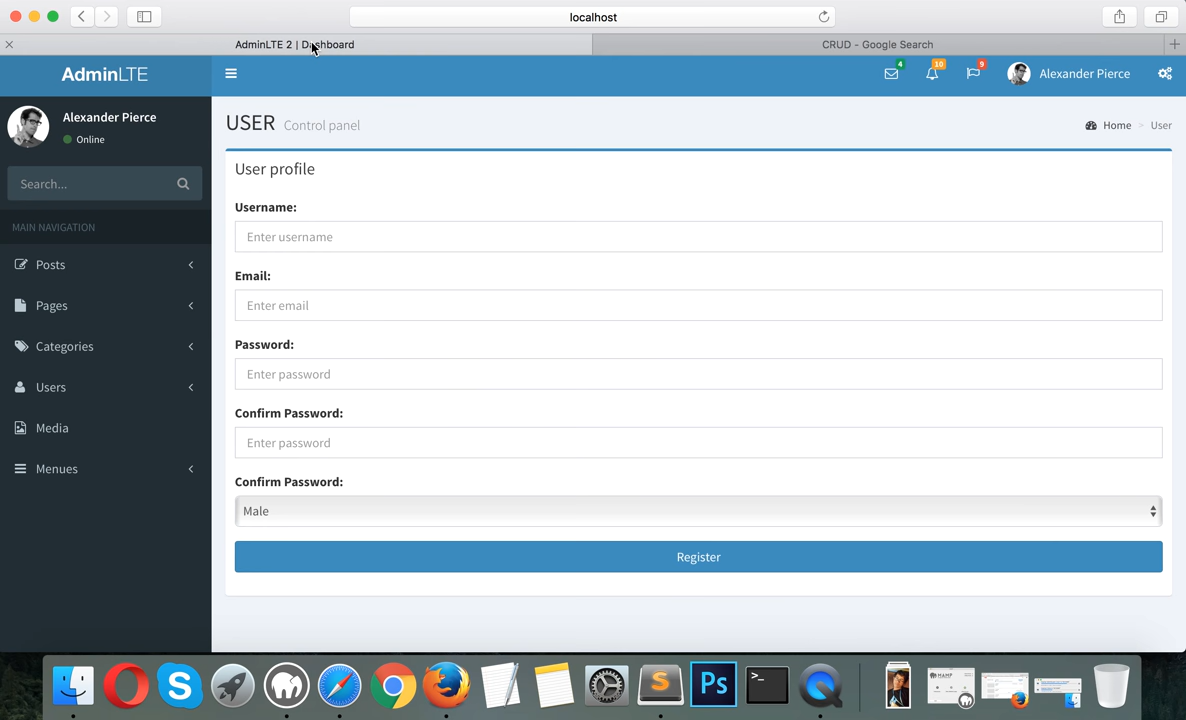 localhost
AdminLTE 2 | Dashboard
CRUD - Google Search
AdminLTE
4
10
9
Alexander Pierce
Alexander Pierce
Online
Search...
MAIN NAVIGATION
Posts
Pages
Categories
Users
Media
Menues
USER Control panel
Home > User
User profile
Username:
Enter username
Email:
Enter email
Password:
Enter password
Confirm Password:
Enter password
Confirm Password:
Male
Register
S
S
Ps
>_